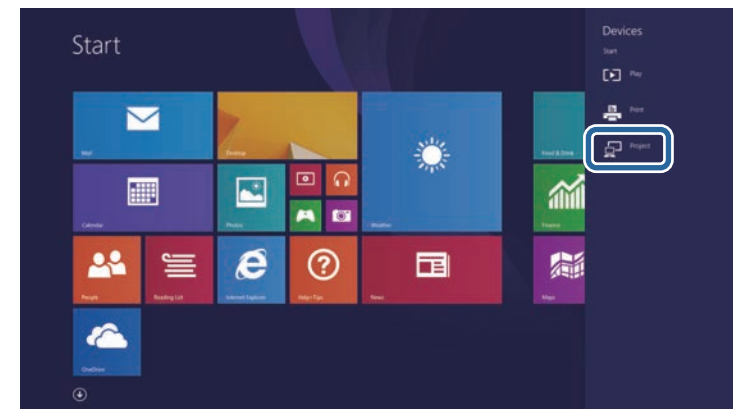 Start
Devices
Start
Play
Print
Project
Mail
Desktop
Food & Drink
Calendar
Photos
Weather
Finance
People
Reading List
Internet Explorer
Help+Tips
News
Maps
OneDrive